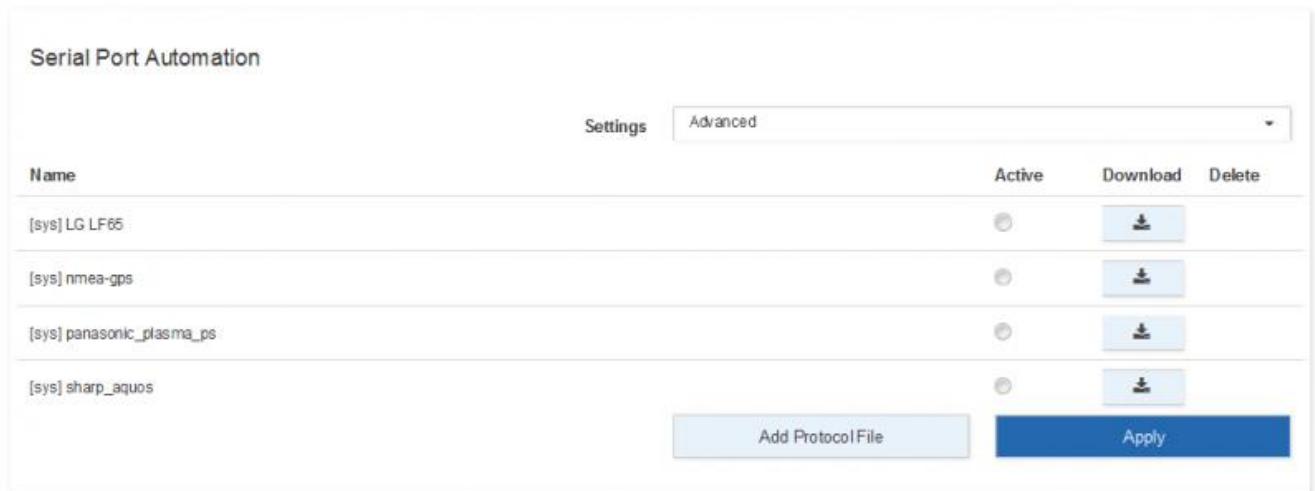 Serial Port Automation
Settings Advanced
Name Active Download Delete
[sys] LG LF65
[sys] nmea-gps
[sys] panasonic_plasma_ps
[sys] sharp_aquos
Add Protocol File Apply